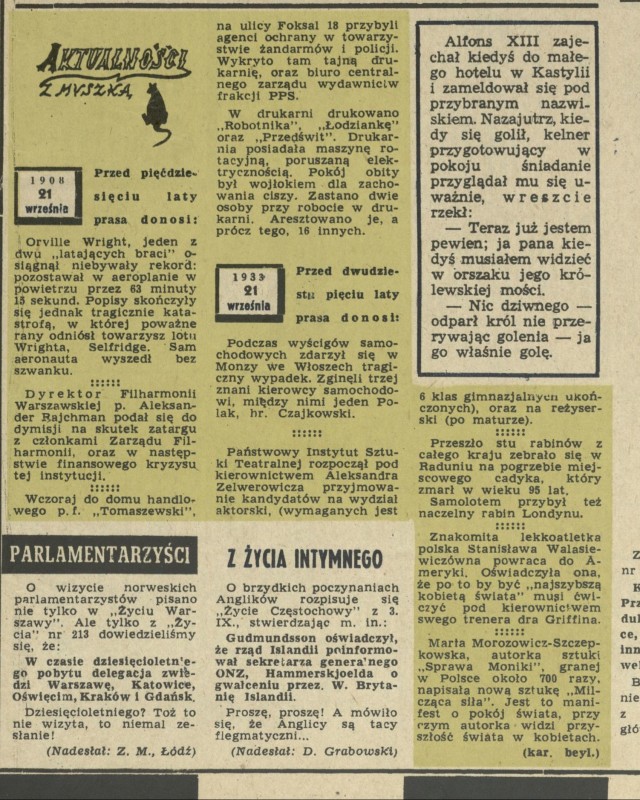 AKTUALNOŚCI
Z MYSZKĄ
1908
21
września
Przed pięćdzie-
sięciu laty
prasa donosi:
Orville Wright, jeden z
dwu „latających braci" o-
siągnął niebywały rekord:
pozostawał w aeroplanie w
powietrzu przez 63 minuty
15 sekund. Popisy skończyły
się jednak tragicznie kata-
strofą, w której poważne
rany odniósł towarzysz lotu
Wrighta, Selfridge. Sam
aeronauta wyszedł bez
szwanku.
::::::
Dyrektor Filharmonii
Warszawskiej p. Aleksan-
der Rajchman podał się do
dymisji na skutek zatargu
z członkami Zarządu Fil-
harmonii, oraz w następ-
stwie finansowego kryzysu
tej instytucji.
::::::
Wczoraj do domu handlo-
wego p.f. „Tomaszewski",
na ulicy Foksal 18 przybyli
agenci ochrany w towarzy-
stwie żandarmów i policji.
Wykryto tam tajną dru-
karnię, oraz biuro central-
nego zarządu wydawnictw
frakcji PPS.
W drukarni drukowano
„Robotnika", „Łodziankę"
oraz „Przedświt". Drukar-
nia posiadała maszynę ro-
tacyjną, poruszaną elek-
trycznością. Pokój obity
był wojłokiem dla zacho-
wania ciszy. Zastano dwie
osoby przy robocie w dru-
karni. Aresztowano je, a
prócz tego, 16 innych.
1933
21
września
Przed dwudzie-
stu pięciu laty
prasa donosi:
Podczas wyścigów samo-
chodowych zdarzył się w
Monzy we Włoszech tragi-
czny wypadek. Zginęli trzej
znani kierowcy samochodo-
wi, między nimi jeden Po-
lak, hr. Czajkowski.
::::::
Państwowy Instytut Sztu-
ki Teatralnej rozpoczął pod
kierownictwem Aleksandra
Zelwerowicza przyjmowa-
nie kandydatów na wydział
aktorski, (wymaganych jest
6 klas gimnazjalnych ukoń-
czonych), oraz na reżyser-
ski (po maturze).
::::::
Przeszło stu rabinów z
całego kraju zebrało się w
Raduniu na pogrzebie miej-
scowego cadyka, który
zmarł w wieku 95 lat.
Samolotem przybył też
naczelny rabin Londynu.
::::::
Znakomita lekkoatletka
polska Stanisława Walasie-
wiczówna powraca do A-
meryki. Oświadczyła ona,
że po to by być „najszybszą
kobietą świata" musi ćwi-
czyć pod kierownictwem
swego trenera dra Griffina.
::::::
Marta Morozowicz-Szczep-
kowska, autorka sztuki
„Sprawa Moniki", granej
w Polsce około 700 razy,
napisała nową sztukę „Mil-
cząca siła". Jest to mani-
fest o pokój świata, przy
czym autorka widzi przy-
szłość świata w kobietach.
(kar. beyl.)
Alfons XIII zaje-
chał kiedyś do małe-
go hotelu w Kastylii
i zameldował się pod
przybranym nazwi-
skiem. Nazajutrz, kie-
dy się golił, kelner
przygotowujący w
pokoju śniadanie
przyglądał mu się u-
ważnie, wreszcie
rzekł:
— Teraz już jestem
pewien; ja pana kie-
dyś musiałem widzieć
w orszaku jego kró-
lewskiej mości.
— Nic dziwnego —
odparł król nie prze-
rywając golenia — ja
go właśnie golę.
PARLAMENTARZYŚCI
O wizycie norweskich
parlamentarzystów pisano
nie tylko w „Życiu War-
szawy". Ale tylko z „Ży-
cia" nr 213 dowiedzieliśmy
się, że:
W czasie dziesięcioletnie-
go pobytu delegacja zwie-
dzi Warszawę, Katowice,
Oświęcim, Kraków i Gdańsk.
Dziesięcioletniego? Toż to
nie wizyta, to niemal ze-
słanie!
(Nadesłał: Z. M., Łódź)
Z ŻYCIA INTYMNEGO
O brzydkich poczynaniach
Anglików rozpisuje się
„Życie Częstochowy" z 3.
IX., stwierdzając m. in.:
Gudmundsson oświadczył,
że rząd Islandii poinformo-
wał sekretarza generalnego
ONZ, Hammerskjoelda o
gwałceniu przez W. Bryta-
nię Islandii.
Proszę, proszę! A mówiło
się, że Anglicy są tacy
flegmatyczni...
(Nadesłał: D. Grabowski)